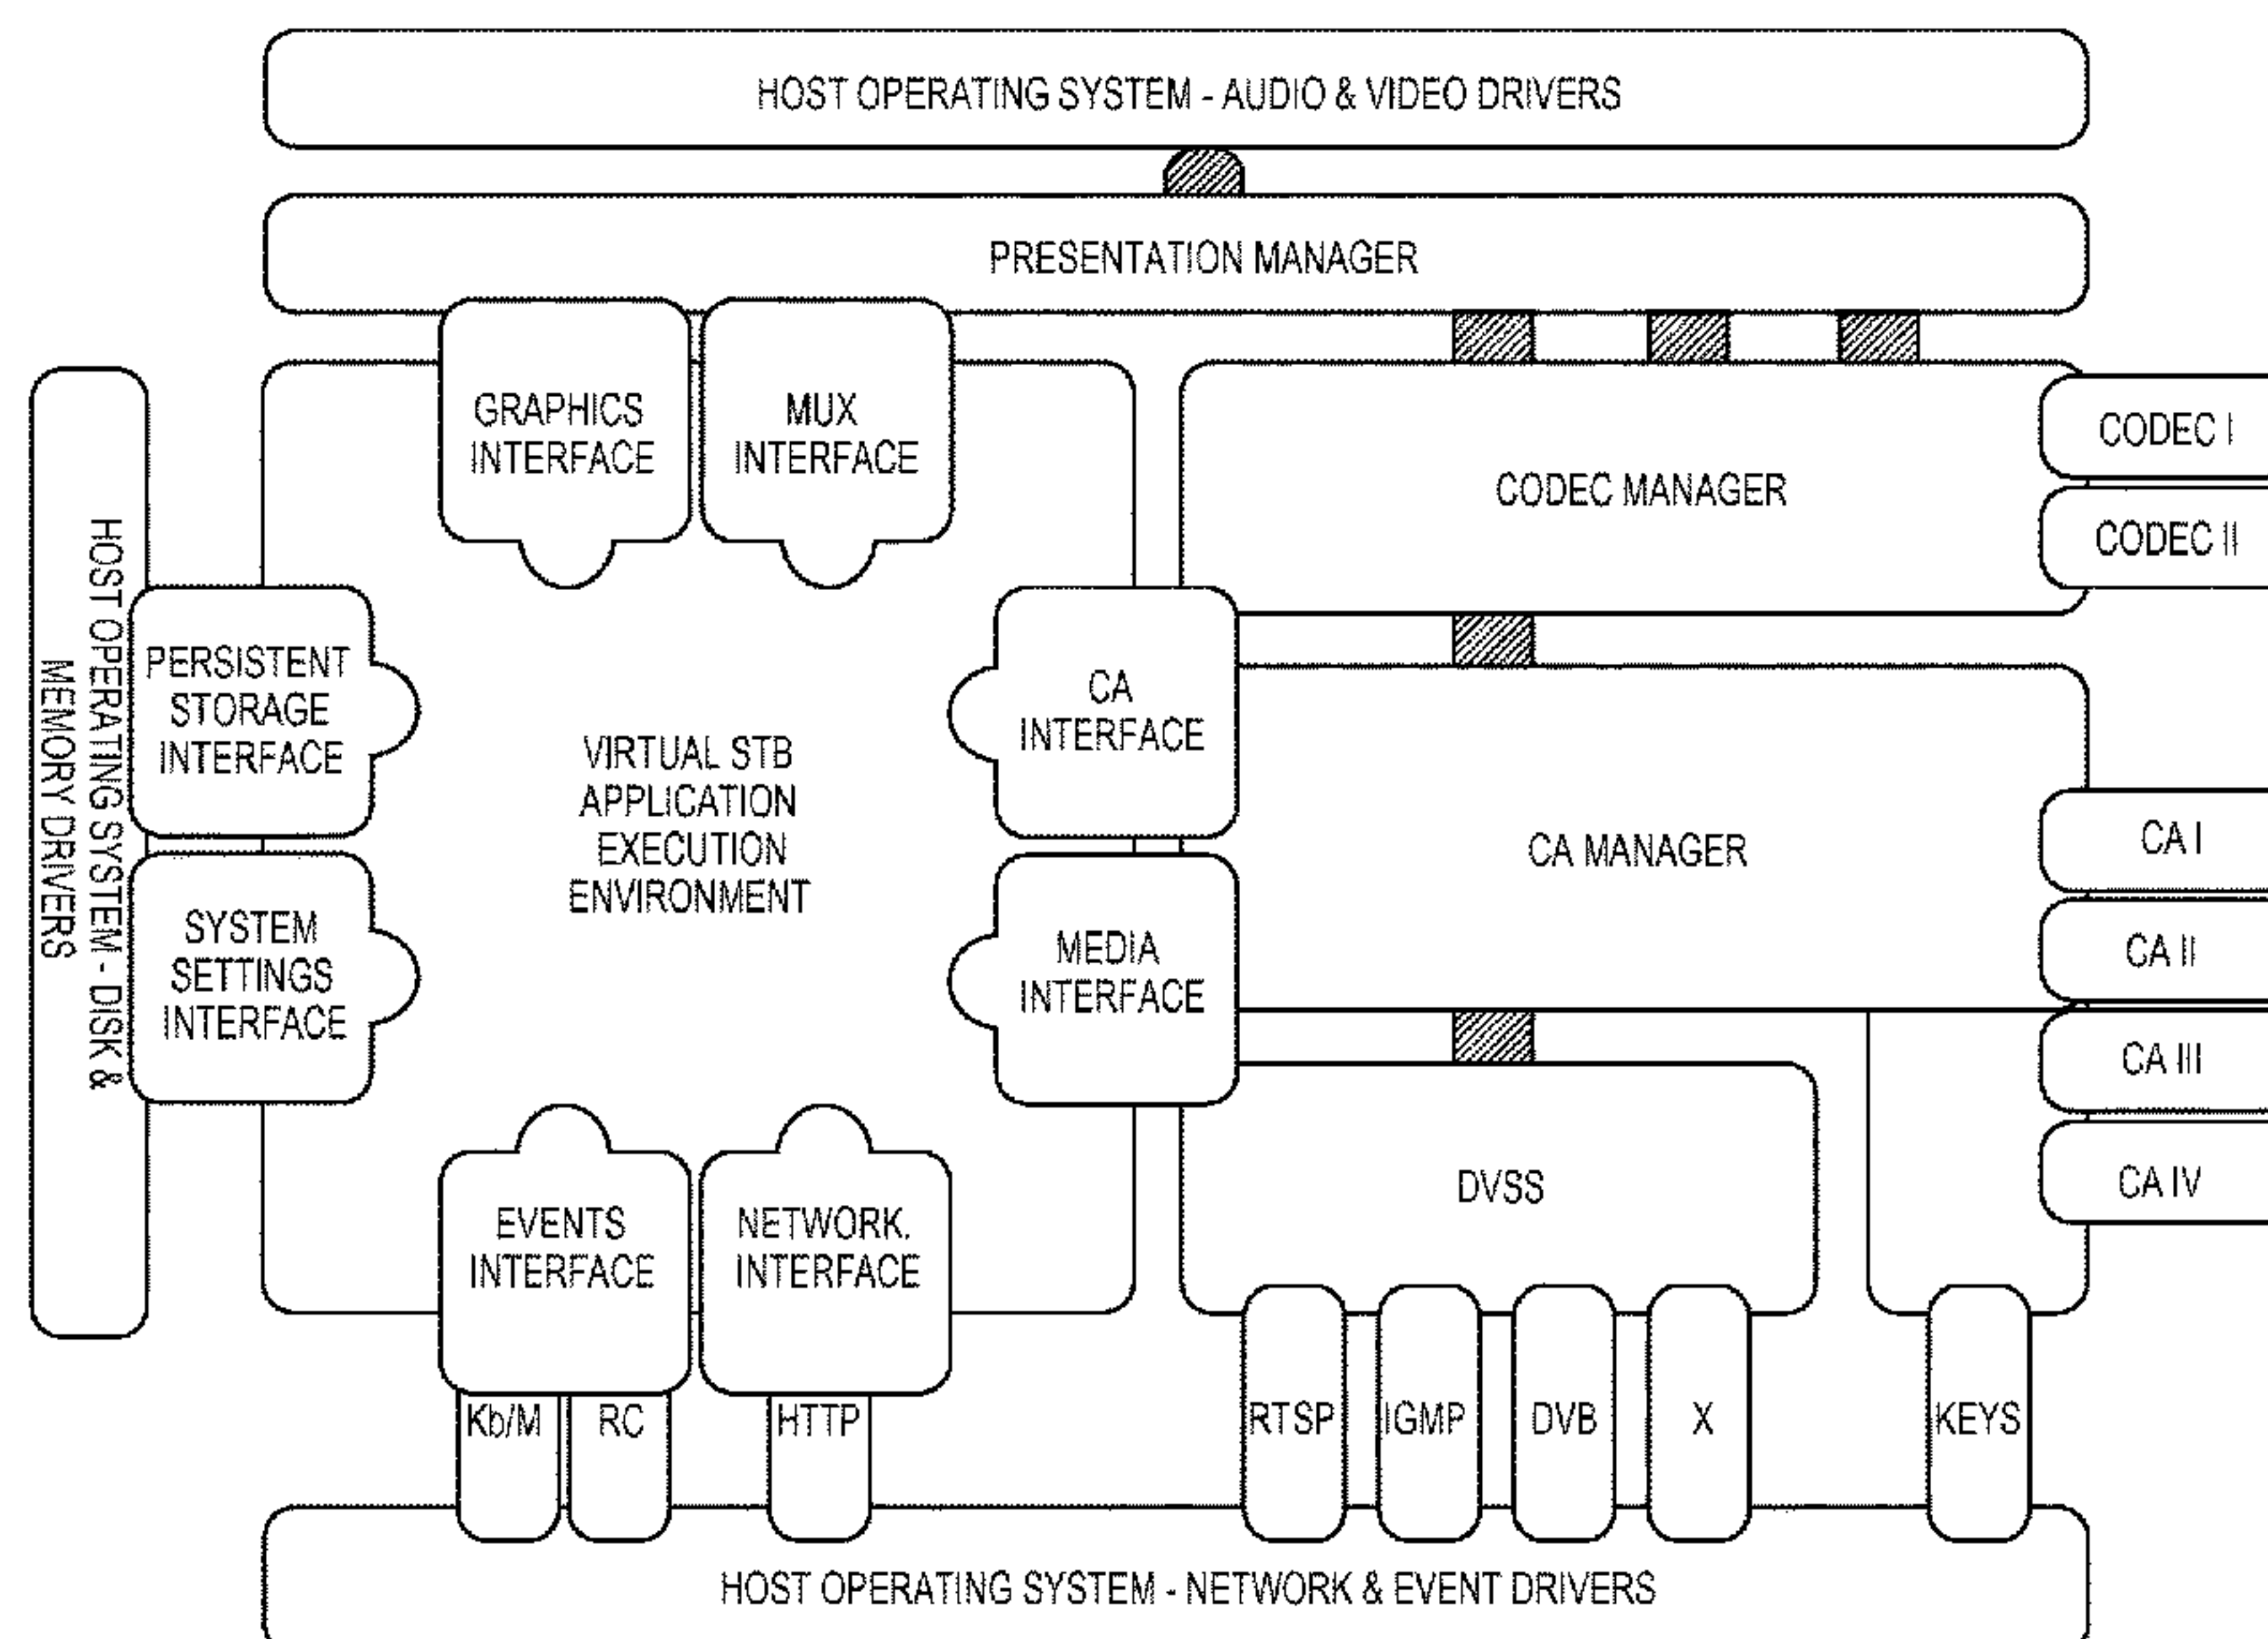 HOST OPERATING SYSTEM - AUDIO & VIDEO DRIVERS
PRESENTATION MANAGER
GRAPHICS
INTERFACE
MUX
INTERFACE
CODEC MANAGER
CODEC I
CODEC II
HOST OPERATING SYSTEM - DISK &
MEMORY DRIVERS
PERSISTENT
STORAGE
INTERFACE
SYSTEM
SETTINGS
INTERFACE
VIRTUAL STB
APPLICATION
EXECUTION
ENVIRONMENT
CA
INTERFACE
MEDIA
INTERFACE
CA MANAGER
CA I
CA II
CA III
CA IV
EVENTS
INTERFACE
NETWORK.
INTERFACE
DVSS
Kb/M
RC
HTTP
RTSP
IGMP
DVB
X
KEYS
HOST OPERATING SYSTEM - NETWORK & EVENT DRIVERS